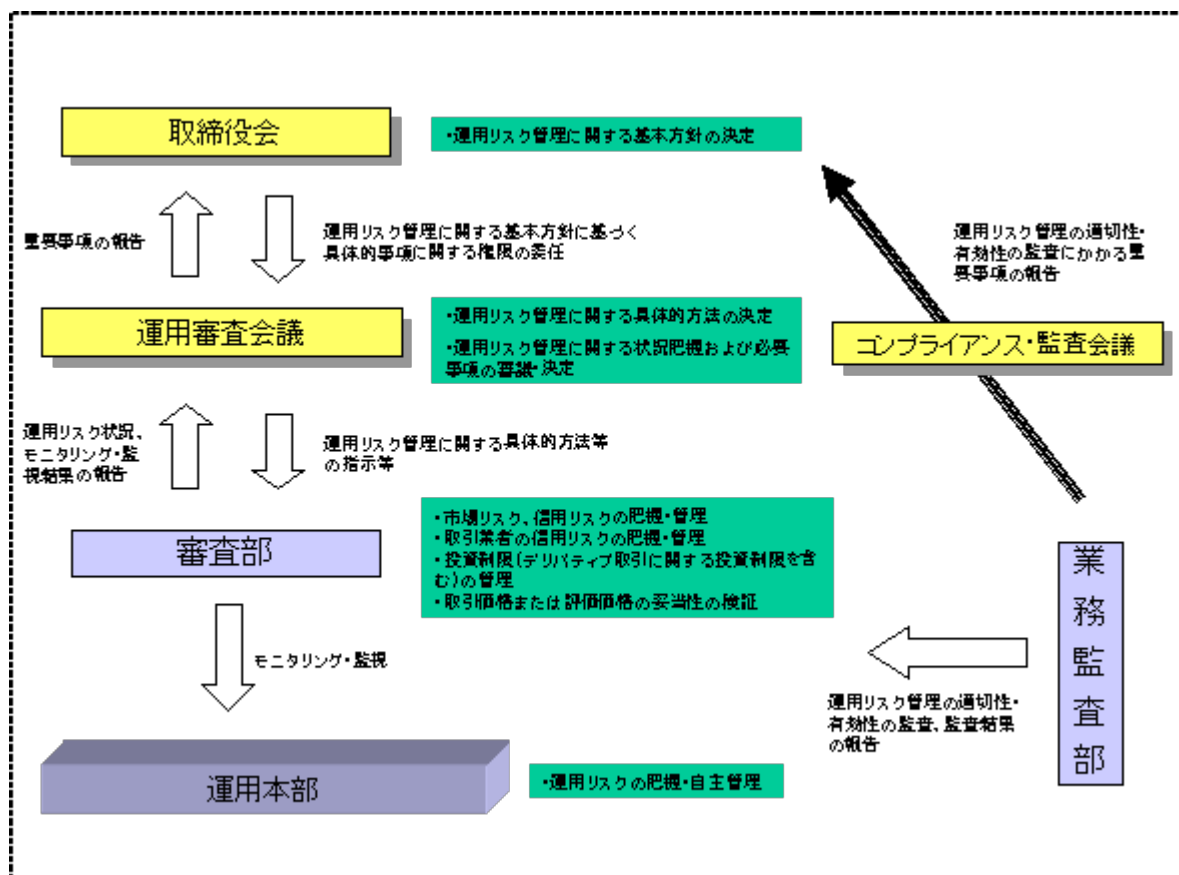 取締役会
・運用リスク管理に関する基本方針の決定
重要事項の報告
運用リスク管理に関する基本方針に基づく
具体的事項に関する権限の委任
運用リスク管理の適切性・
有効性の監査にかかる重
要事項の報告
運用審査会議
・運用リスク管理に関する具体的方法の決定
・運用リスク管理に関する状況把握および必要
事項の審議・決定
コンプライアンス・監査会議
運用リスク状況、
モニタリング・監
視結果の報告
運用リスク管理に関する具体的方法等
の指示等
審査部
・市場リスク、信用リスクの把握・管理
・取引業者の信用リスクの把握・管理
・投資制限(デリバティブ取引に関する投資制限を含
む)の管理
・取引価格または評価価格の妥当性の検証
業務監査部
モニタリング・監視
運用リスク管理の適切性・
有効性の監査、監査結果
の報告
運用本部
・運用リスクの把握・自主管理